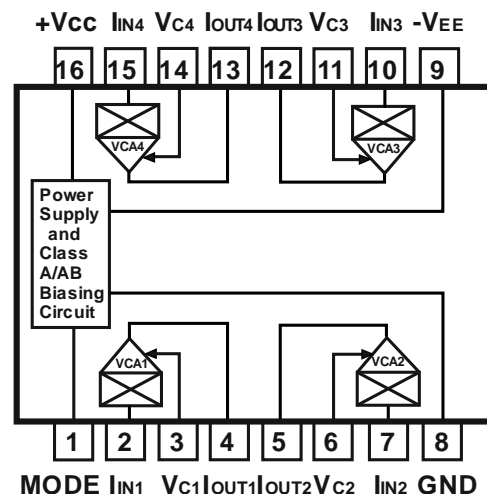 +VCC IIN4 VC4 IOUT4 IOUT3 VC3 IIN3 -VEE
16 15 14 13 12 11 10 9
VCA4 VCA3
Power
Supply
and
Class
A/AB
Biasing
Circuit
VCA1 VCA2
1 2 3 4 5 6 7 8
MODE IIN1 VC1 IOUT1 IOUT2 VC2 IIN2 GND